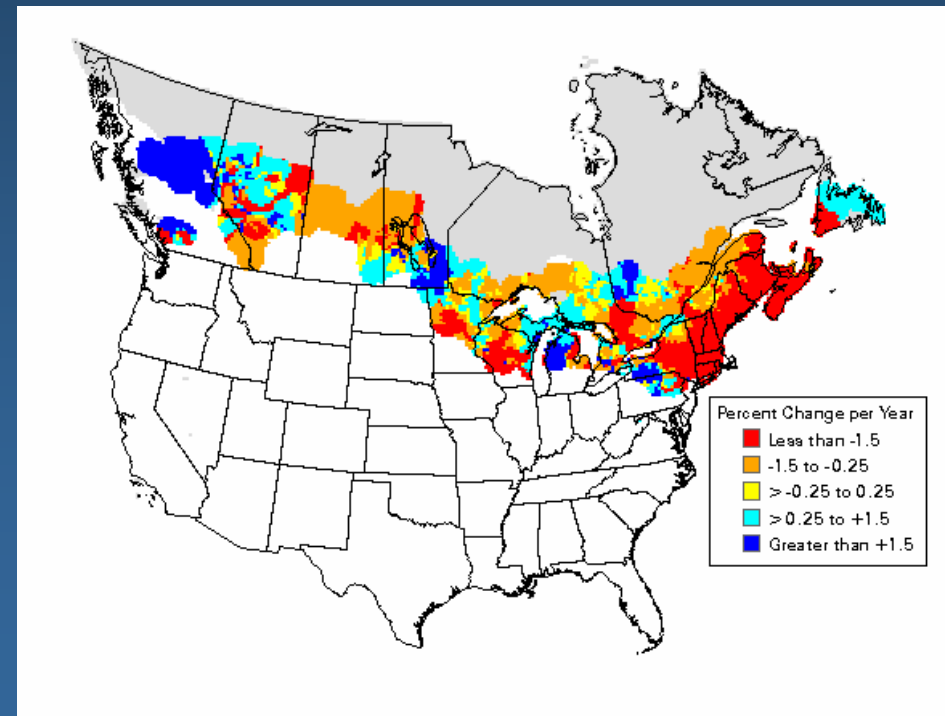 Percent Change per Year
Less than -1.5
-1.5 to -0.25
> -0.25 to 0.25
> 0.25 to +1.5
Greater than +1.5